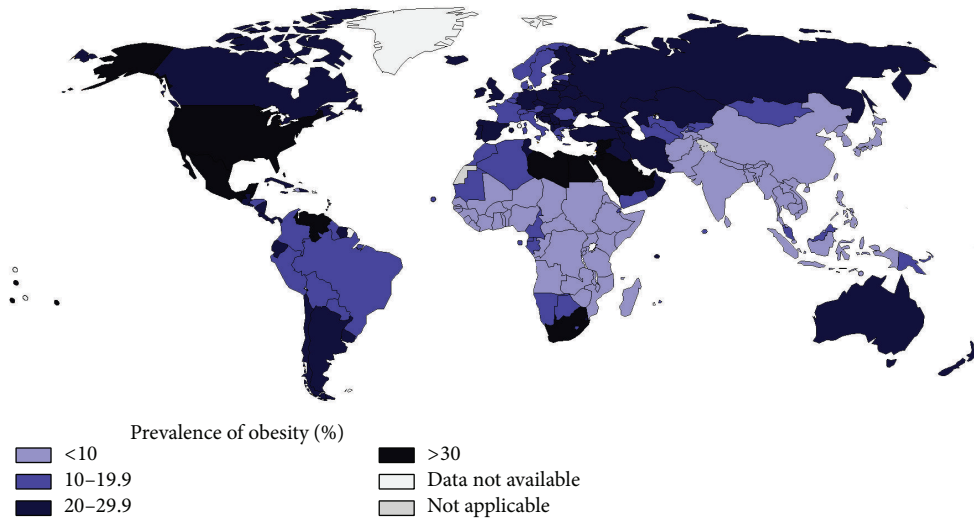 Prevalence of obesity (%)
<10
10–19.9
20–29.9
>30
Data not available
Not applicable